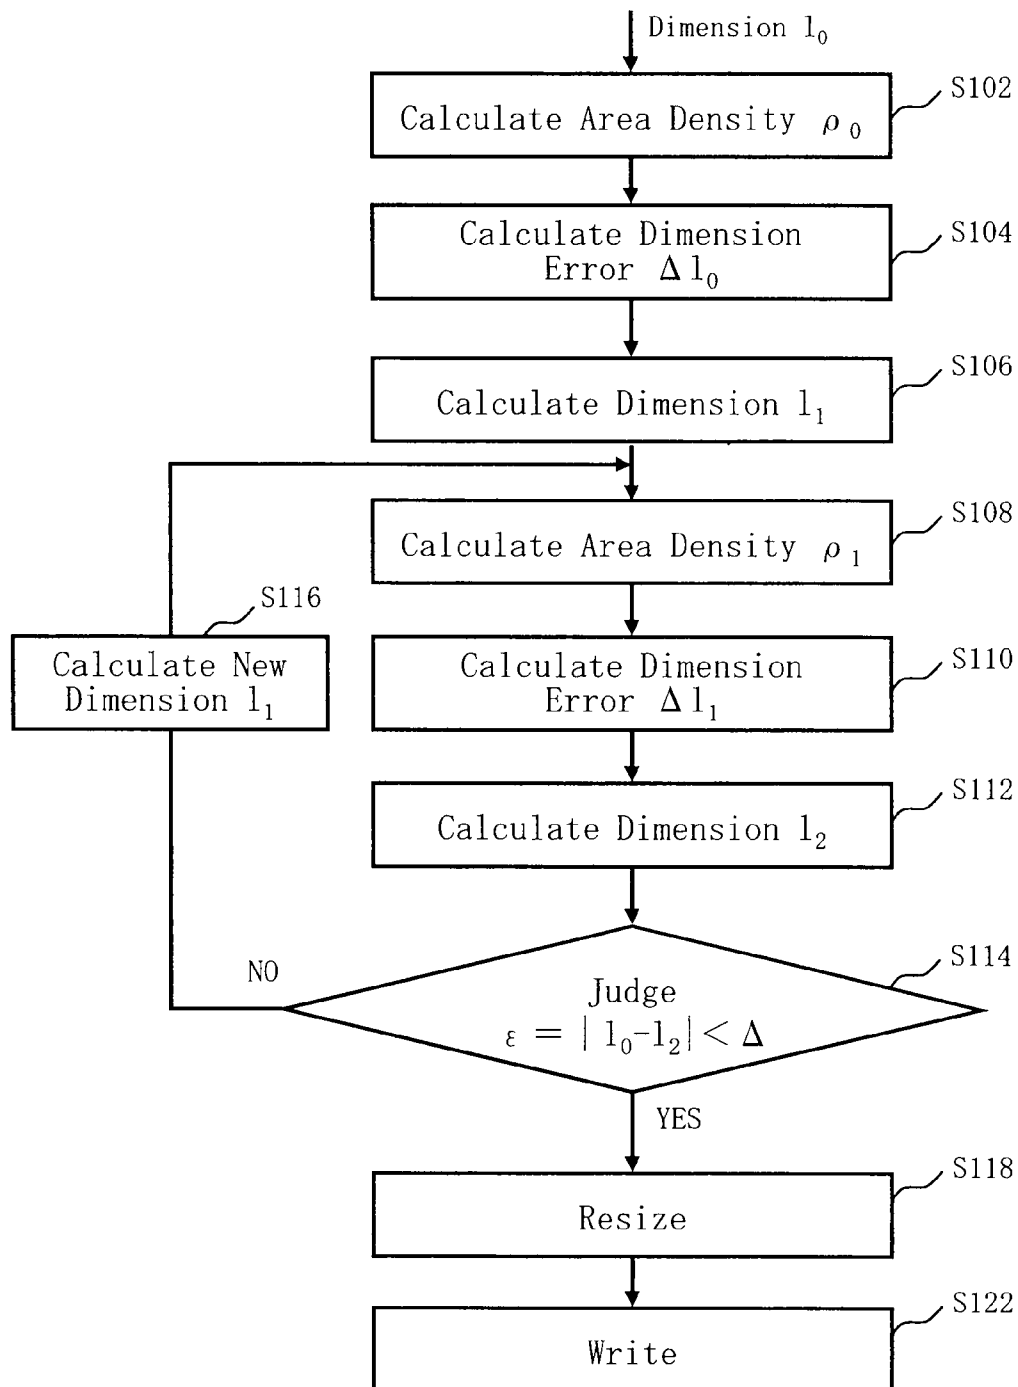 Dimension l₀
S102
Calculate Area Density ρ₀
S104
Calculate Dimension
Error Δl₀
S106
Calculate Dimension l₁
S108
Calculate Area Density ρ₁
S116
Calculate New
Dimension l₁
S110
Calculate Dimension
Error Δl₁
S112
Calculate Dimension l₂
S114
NO
Judge
ε = | l₀-l₂| < Δ
YES
S118
Resize
S122
Write